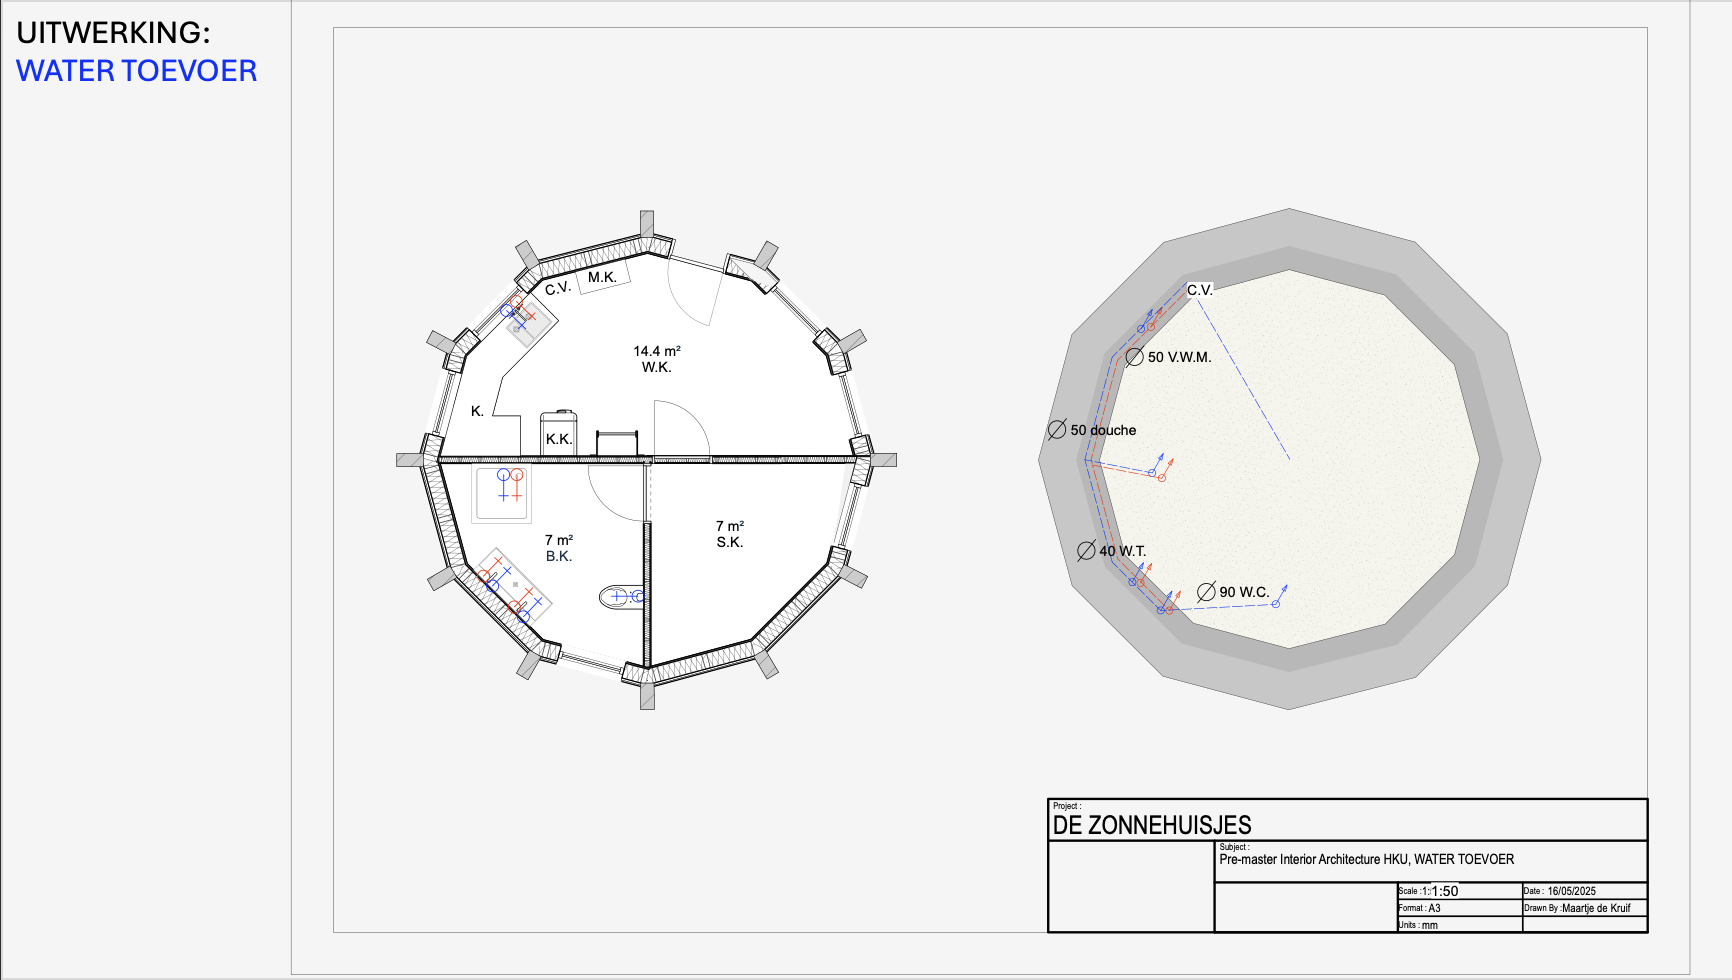 UITWERKING:
WATER TOEVOER
M.K.
C.V.
14.4 m²
W.K.
K.
K.K.
7 m²
B.K.
7 m²
S.K.
C.V.
50 V.W.M.
50 douche
40 W.T.
90 W.C.
Project :
DE ZONNEHUISJES
Subject :
Pre-master Interior Architecture HKU, WATER TOEVOER
Scale :1:1:50
Date : 16/05/2025
Format : A3
Drawn By :Maartje de Kruif
Units : mm